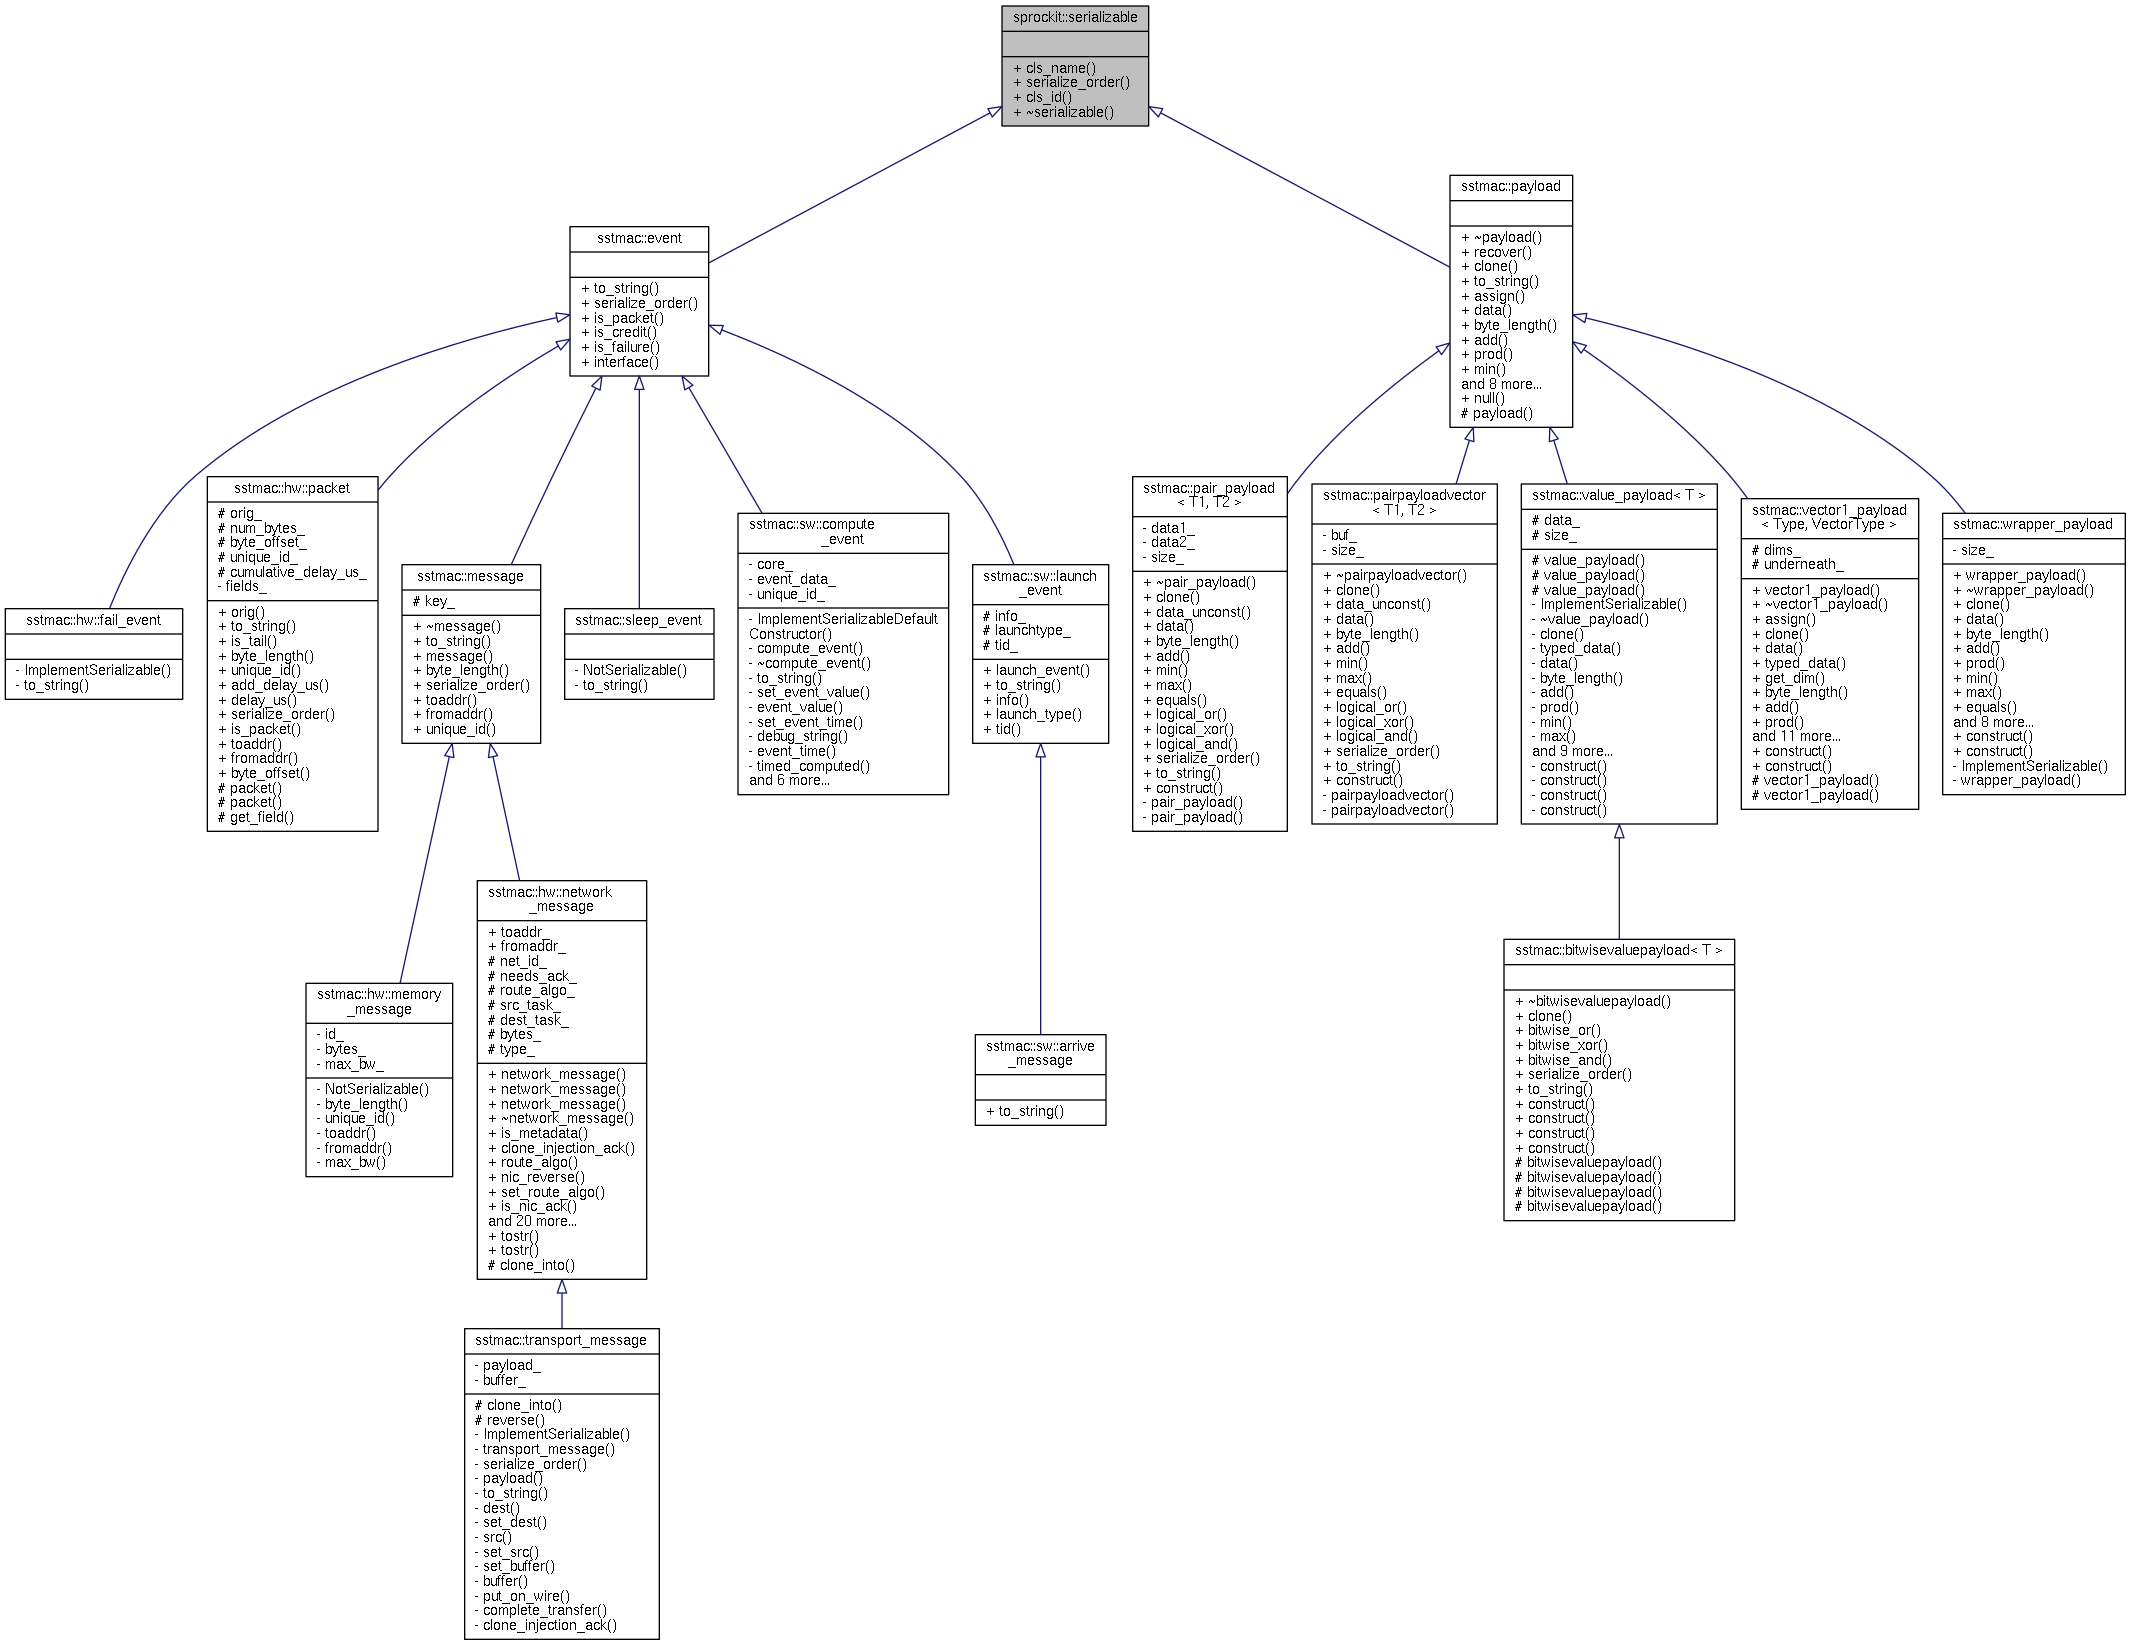 sprockit::serializable
+ cls_name()
+ serialize_order()
+ cls_id()
+ ~serializable()
sstmac::payload
+ ~payload()
+ recover()
+ clone()
+ to_string()
+ assign()
+ data()
+ byte_length()
+ add()
+ prod()
+ min()
and 8 more...
+ null()
# payload()
sstmac::event
+ to_string()
+ serialize_order()
+ is_packet()
+ is_credit()
+ is_failure()
+ interface()
sstmac::hw::fail_event
- ImplementSerializable()
- to_string()
sstmac::hw::packet
# orig_
# num_bytes_
# byte_offset_
# unique_id_
# cumulative_delay_us_
- fields_
+ orig()
+ to_string()
+ is_tail()
+ byte_length()
+ unique_id()
+ add_delay_us()
+ delay_us()
+ serialize_order()
+ is_packet()
+ toaddr()
+ fromaddr()
+ byte_offset()
# packet()
# packet()
# get_field()
sstmac::message
# key_
+ ~message()
+ to_string()
+ message()
+ byte_length()
+ serialize_order()
+ toaddr()
+ fromaddr()
+ unique_id()
sstmac::sleep_event
- NotSerializable()
- to_string()
sstmac::sw::compute
_event
- core_
- event_data_
- unique_id_
- ImplementSerializableDefault
Constructor()
- compute_event()
- ~compute_event()
- to_string()
- set_event_value()
- event_value()
- set_event_time()
- debug_string()
- event_time()
- timed_computed()
and 6 more...
sstmac::sw::launch
_event
# info_
# launchtype_
# tid_
+ launch_event()
+ to_string()
+ info()
+ launch_type()
+ tid()
sstmac::pair_payload
< T1, T2 >
- data1_
- data2_
- size_
+ ~pair_payload()
+ clone()
+ data_unconst()
+ data()
+ byte_length()
+ add()
+ min()
+ max()
+ equals()
+ logical_or()
+ logical_xor()
+ logical_and()
+ serialize_order()
+ to_string()
+ construct()
- pair_payload()
- pair_payload()
sstmac::pairpayloadvector
< T1, T2 >
- buf_
- size_
+ ~pairpayloadvector()
+ clone()
+ data_unconst()
+ data()
+ byte_length()
+ add()
+ min()
+ max()
+ equals()
+ logical_or()
+ logical_xor()
+ logical_and()
+ serialize_order()
+ to_string()
+ construct()
- pairpayloadvector()
- pairpayloadvector()
sstmac::value_payload< T >
# data_
# size_
# value_payload()
# value_payload()
# value_payload()
- ImplementSerializable()
- ~value_payload()
- clone()
- typed_data()
- data()
- byte_length()
- add()
- prod()
- min()
- max()
and 9 more...
- construct()
- construct()
- construct()
- construct()
sstmac::vector1_payload
< Type, VectorType >
# dims_
# underneath_
+ vector1_payload()
+ ~vector1_payload()
+ assign()
+ clone()
+ data()
+ typed_data()
+ get_dim()
+ byte_length()
+ add()
+ prod()
and 11 more...
+ construct()
+ construct()
# vector1_payload()
# vector1_payload()
sstmac::wrapper_payload
- size_
+ wrapper_payload()
+ ~wrapper_payload()
+ clone()
+ data()
+ byte_length()
+ add()
+ prod()
+ min()
+ max()
+ equals()
and 8 more...
+ construct()
+ construct()
- ImplementSerializable()
- wrapper_payload()
sstmac::hw::memory
_message
- id_
- bytes_
- max_bw_
- NotSerializable()
- byte_length()
- unique_id()
- toaddr()
- fromaddr()
- max_bw()
sstmac::hw::network
_message
+ toaddr_
+ fromaddr_
# net_id_
# needs_ack_
# route_algo_
# src_task_
# dest_task_
# bytes_
# type_
+ network_message()
+ network_message()
+ network_message()
+ ~network_message()
+ is_metadata()
+ clone_injection_ack()
+ route_algo()
+ nic_reverse()
+ set_route_algo()
+ is_nic_ack()
and 20 more...
+ tostr()
+ tostr()
# clone_into()
sstmac::sw::arrive
_message
+ to_string()
sstmac::bitwisevaluepayload< T >
+ ~bitwisevaluepayload()
+ clone()
+ bitwise_or()
+ bitwise_xor()
+ bitwise_and()
+ serialize_order()
+ to_string()
+ construct()
+ construct()
+ construct()
+ construct()
# bitwisevaluepayload()
# bitwisevaluepayload()
# bitwisevaluepayload()
# bitwisevaluepayload()
sstmac::transport_message
- payload_
- buffer_
# clone_into()
# reverse()
- ImplementSerializable()
- transport_message()
- serialize_order()
- payload()
- to_string()
- dest()
- set_dest()
- src()
- set_src()
- set_buffer()
- buffer()
- put_on_wire()
- complete_transfer()
- clone_injection_ack()